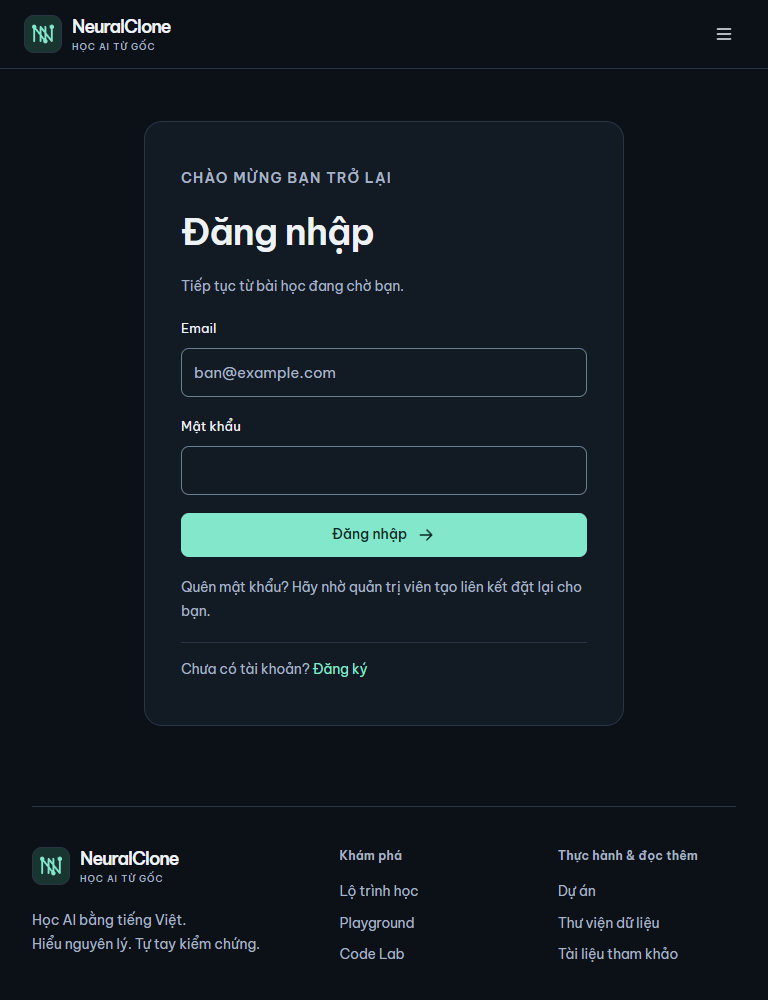 NeuralClone
HỌC AI TỪ GỐC
CHÀO MỪNG BẠN TRỞ LẠI
Đăng nhập
Tiếp tục từ bài học đang chờ bạn.
Email
ban@example.com
Mật khẩu
Đăng nhập →
Quên mật khẩu? Hãy nhờ quản trị viên tạo liên kết đặt lại cho
bạn.
Chưa có tài khoản? Đăng ký
NeuralClone
HỌC AI TỪ GỐC
Học AI bằng tiếng Việt.
Hiểu nguyên lý. Tự tay kiểm chứng.
Khám phá
Lộ trình học
Playground
Code Lab
Thực hành & đọc thêm
Dự án
Thư viện dữ liệu
Tài liệu tham khảo